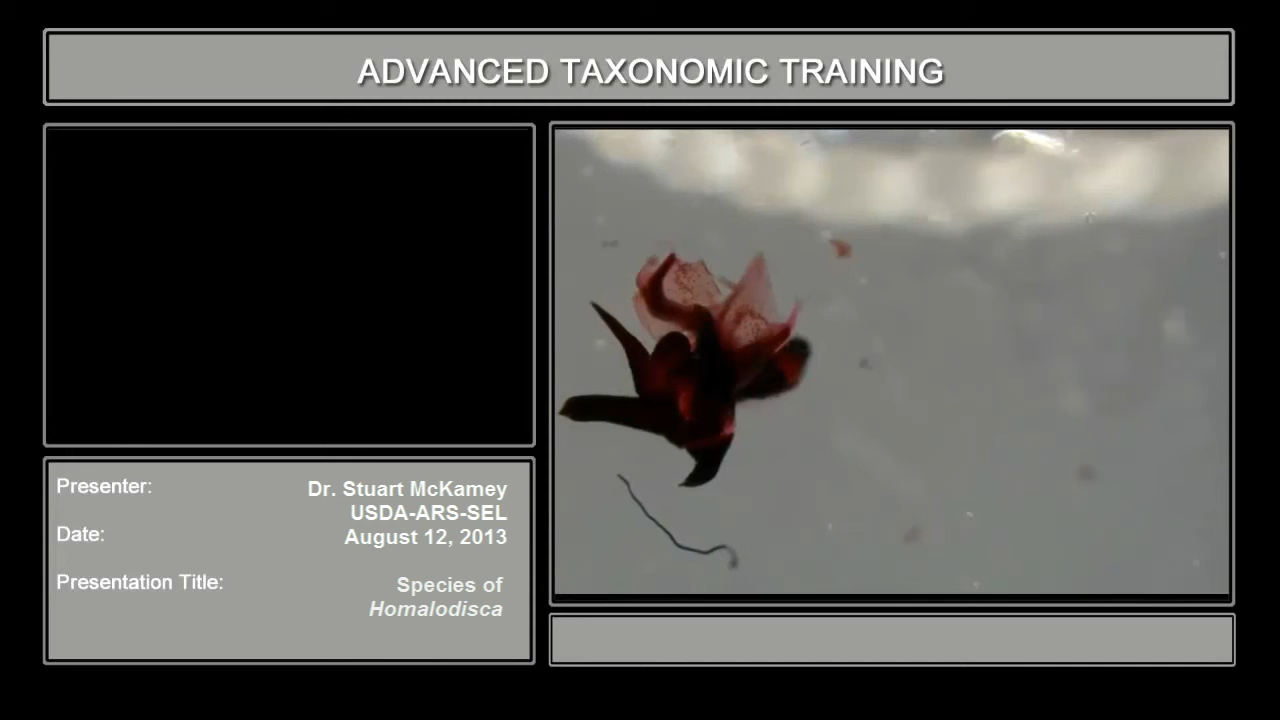 ADVANCED TAXONOMIC TRAINING
Presenter: Dr. Stuart McKamey
USDA-ARS-SEL
Date: August 12, 2013
Presentation Title: Species of
Homalodisca